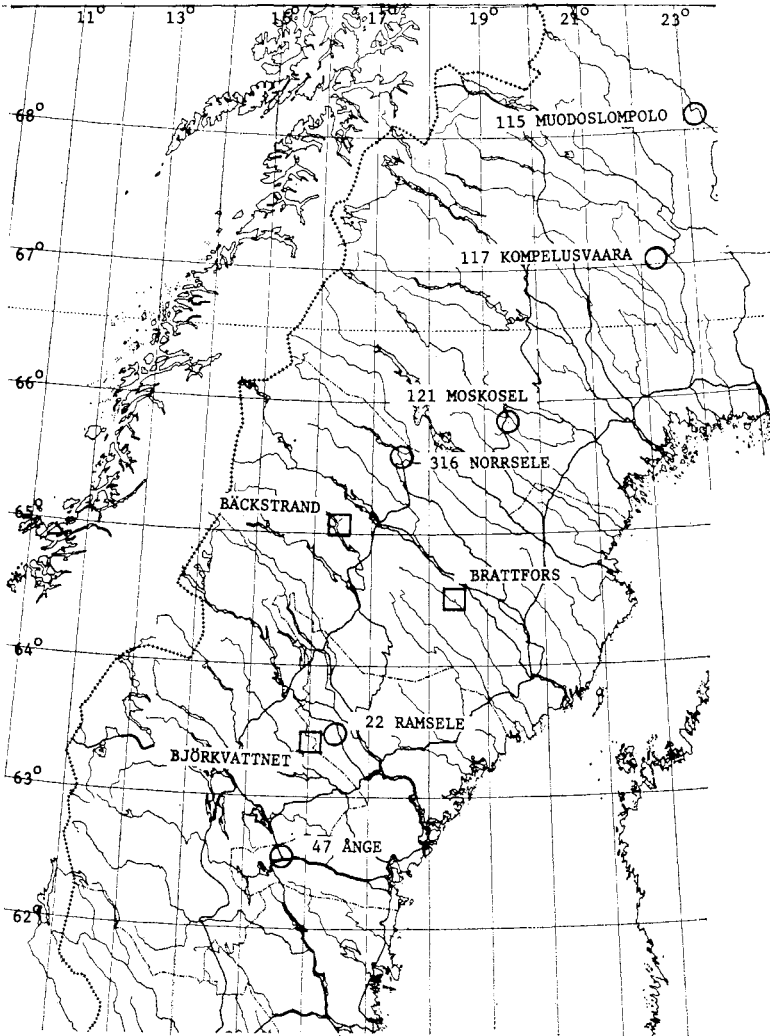 11° 13° 15° 17° 19° 21° 23°
68°
115 MUODOSLOMPOLO
67°
117 KOMPELUSVAARA
66°
121 MOSKOSEL
316 NORRSELE
65°
BÄCKSTRAND
BRATTFORS
64°
22 RAMSELE
BJÖRKVATTNET
63°
47 ÅNGE
62°